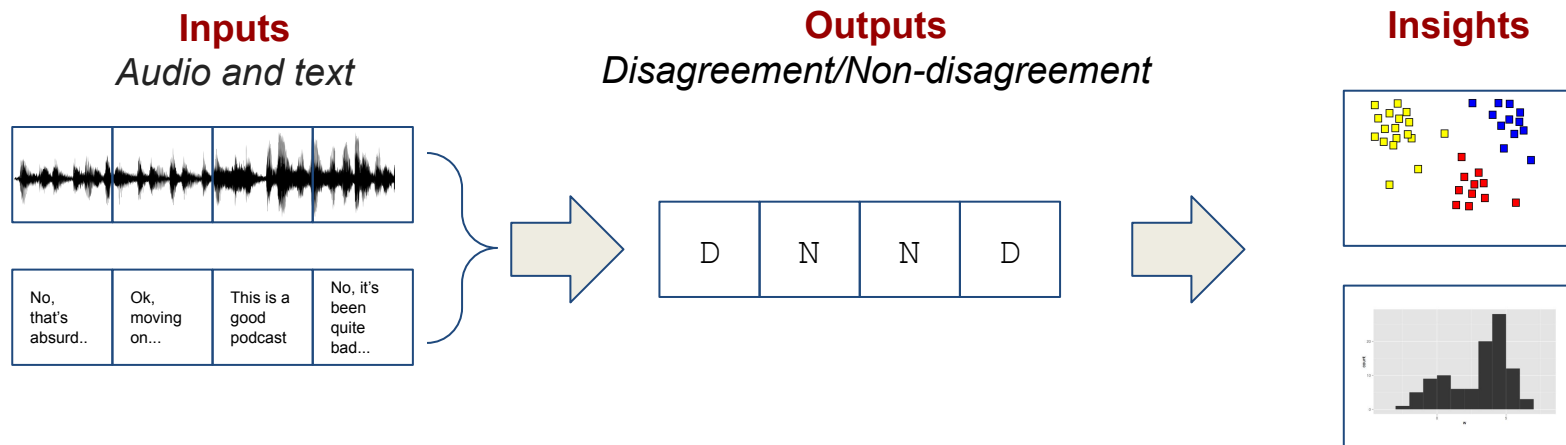 Inputs
Audio and text
No,
that's
absurd..
Ok,
moving
on...
This is a
good
podcast
No, it's
been
quite
bad...
Outputs
Disagreement/Non-disagreement
D
N
N
D
Insights
count